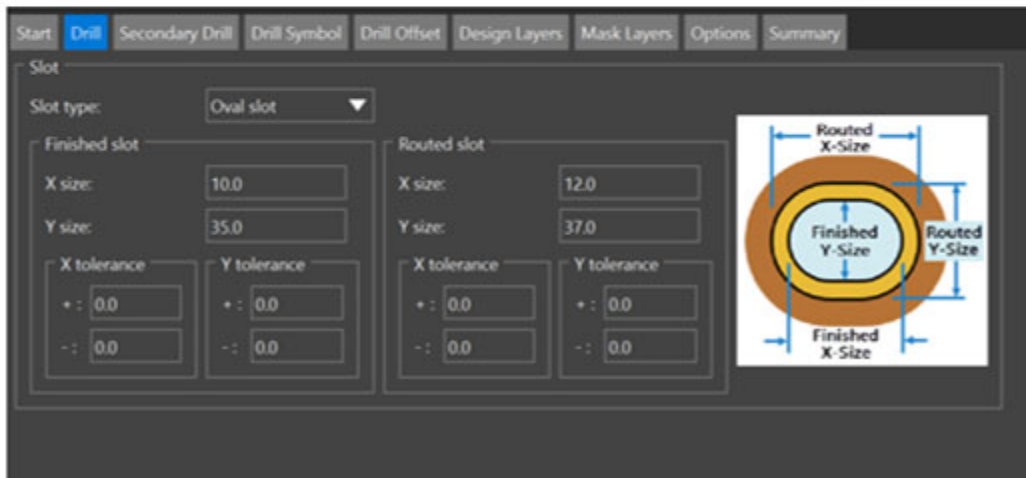 Start Drill Secondary Drill Drill Symbol Drill Offset Design Layers Mask Layers Options Summary
Slot
Slot type: Oval slot
Finished slot
X size: 10.0
Y size: 35.0
X tolerance Y tolerance
+ : 0.0 + : 0.0
- : 0.0 - : 0.0
Routed slot
X size: 12.0
Y size: 37.0
X tolerance Y tolerance
+ : 0.0 + : 0.0
- : 0.0 - : 0.0
Routed
X-Size
Finished
Y-Size
Routed
Y-Size
Finished
X-Size